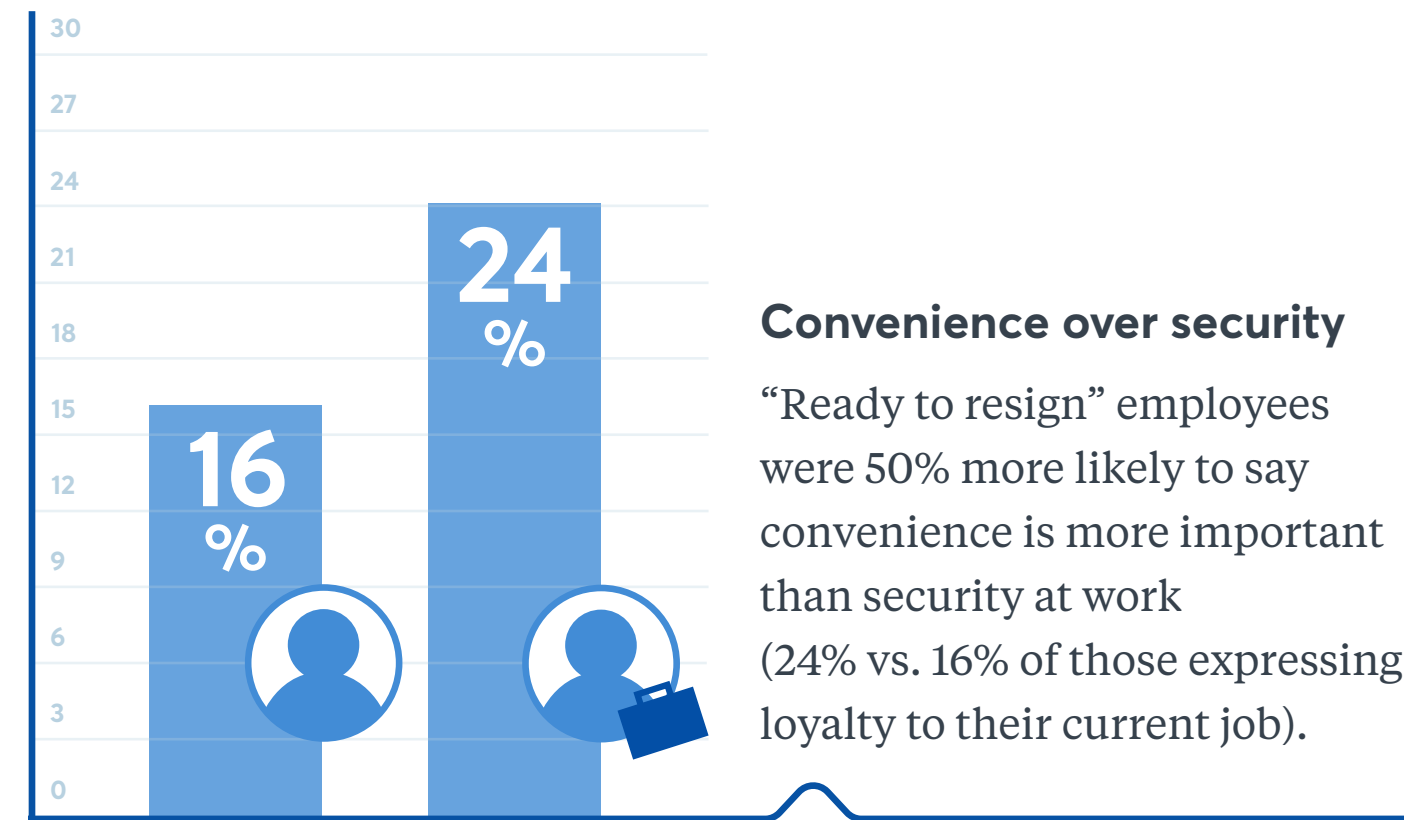 30
27
24
21
18
15
12
9
6
3
0
16
%
24
%
Convenience over security
“Ready to resign” employees
were 50% more likely to say
convenience is more important
than security at work
(24% vs. 16% of those expressing
loyalty to their current job).